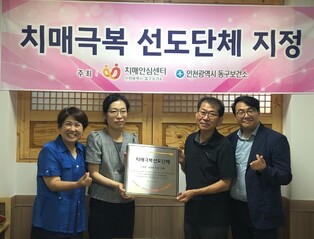 치매극복 선도단체 지정
주최 치매안심센터 인천광역시 동구보건소
치매극복선도단체